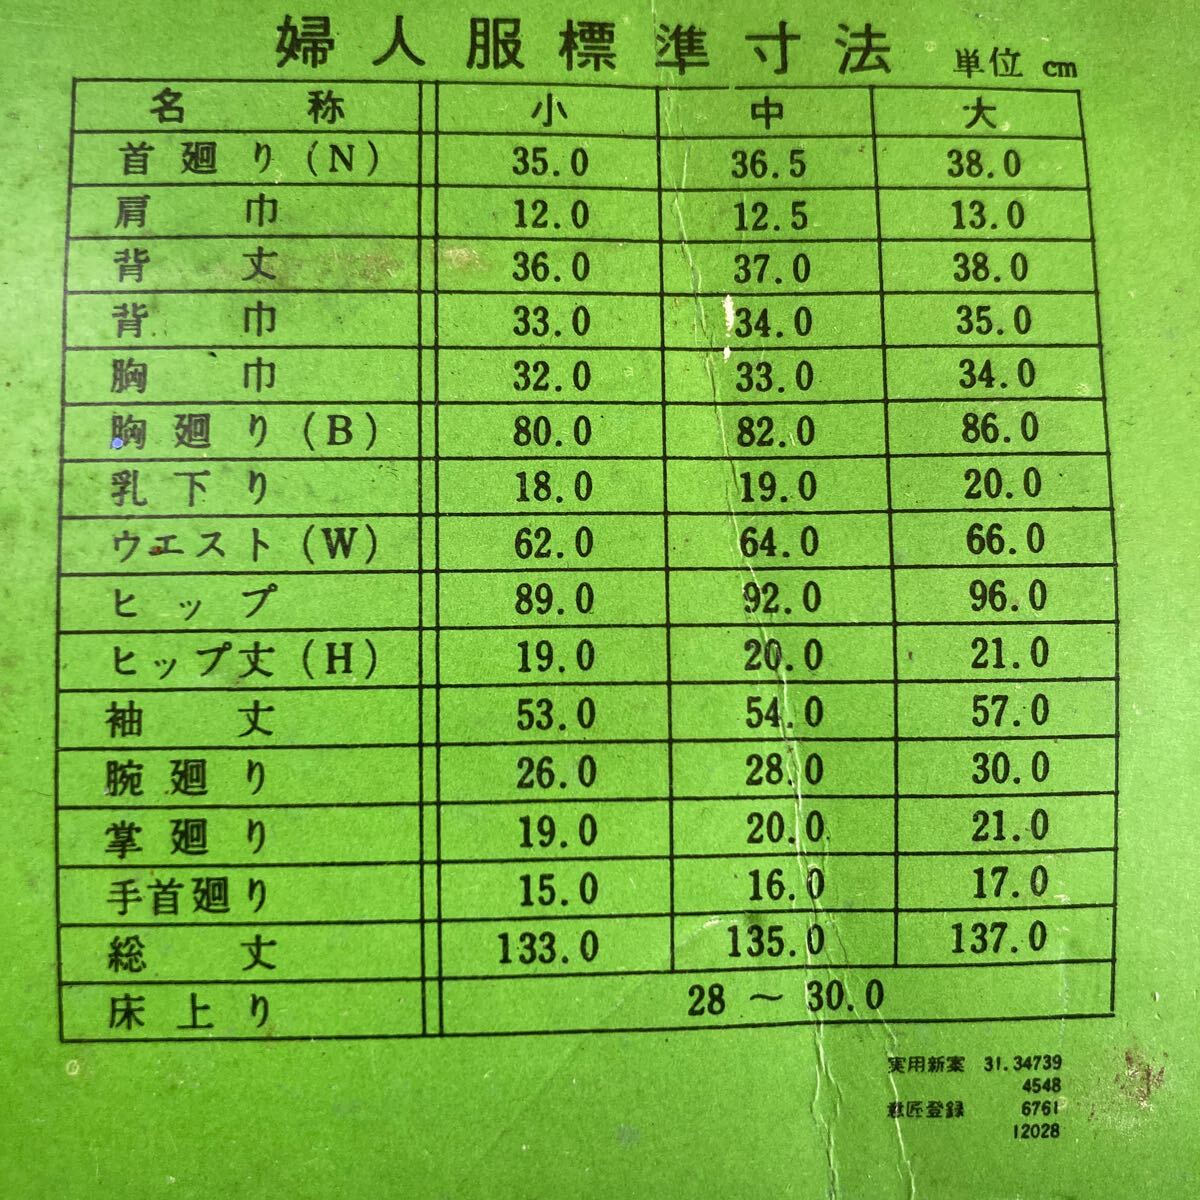 婦人服標準寸法 単位 cm
名称 小 中 大
首廻り(N) 35.0 36.5 38.0
肩巾 12.0 12.5 13.0
背丈 36.0 37.0 38.0
背巾 33.0 34.0 35.0
胸巾 32.0 33.0 34.0
胸廻り(B) 80.0 82.0 86.0
乳下り 18.0 19.0 20.0
ウエスト(W) 62.0 64.0 66.0
ヒップ 89.0 92.0 96.0
ヒップ丈(H) 19.0 20.0 21.0
袖丈 53.0 54.0 57.0
腕廻り 26.0 28.0 30.0
掌廻り 19.0 20.0 21.0
手首廻り 15.0 16.0 17.0
総丈 133.0 135.0 137.0
床上り 28 ～ 30.0
実用新案 31.34739
4548
意匠登録 6761
12028